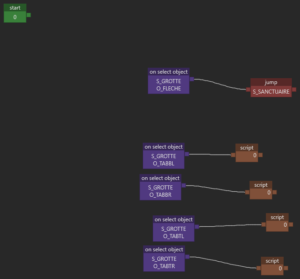 start
0
on select object
S_GROTTE
O_FLECHE
jump
S_SANCTUAIRE
on select object
S_GROTTE
O_TABBL
script
0
on select object
S_GROTTE
O_TABBR
script
0
on select object
S_GROTTE
O_TABTL
script
0
on select object
S_GROTTE
O_TABTR
script
0